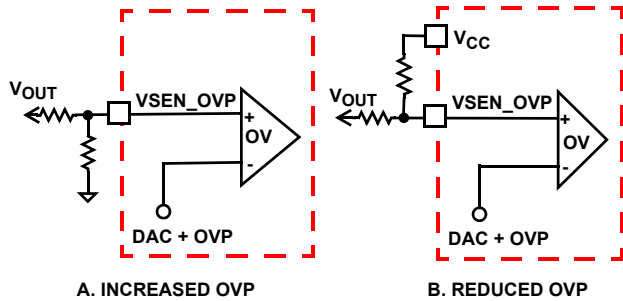 VOUT
VSEN_OVP
+
OV
-
DAC + OVP
A. INCREASED OVP
VCC
VOUT
VSEN_OVP
+
OV
-
DAC + OVP
B. REDUCED OVP